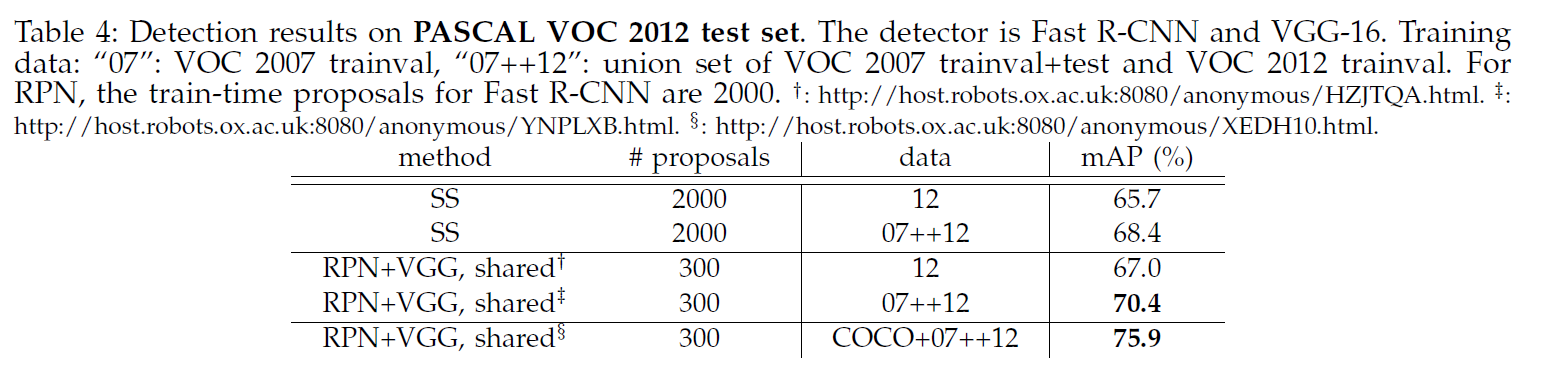 Table 4: Detection results on PASCAL VOC 2012 test set. The detector is Fast R-CNN and VGG-16. Training
data: “07”: VOC 2007 trainval, “07++12”: union set of VOC 2007 trainval+test and VOC 2012 trainval. For
RPN, the train-time proposals for Fast R-CNN are 2000. †: http://host.robots.ox.ac.uk:8080/anonymous/HZJTQA.html. ‡:
http://host.robots.ox.ac.uk:8080/anonymous/YNPLXB.html. §: http://host.robots.ox.ac.uk:8080/anonymous/XEDH10.html.
method # proposals data mAP (%)
SS 2000 12 65.7
SS 2000 07++12 68.4
RPN+VGG, shared† 300 12 67.0
RPN+VGG, shared‡ 300 07++12 70.4
RPN+VGG, shared§ 300 COCO+07++12 75.9